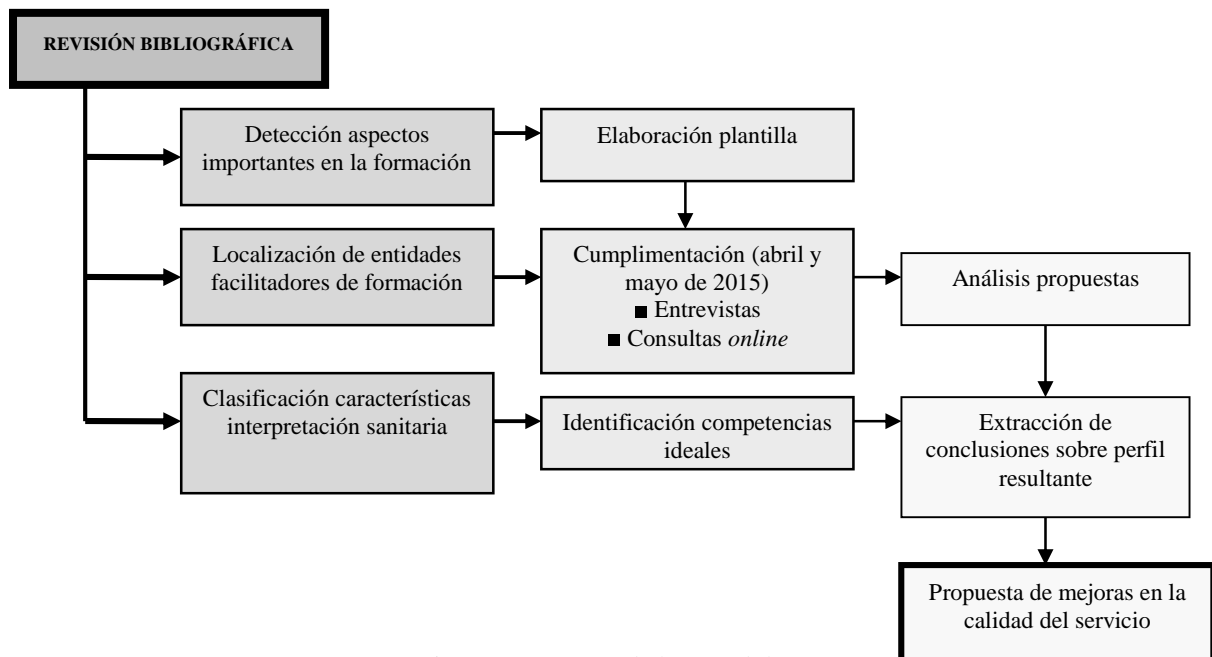 REVISIÓN BIBLIOGRÁFICA
Detección aspectos
importantes en la formación
Elaboración plantilla
Localización de entidades
facilitadores de formación
Cumplimentación (abril y
mayo de 2015)
■ Entrevistas
■ Consultas online
Análisis propuestas
Clasificación características
interpretación sanitaria
Identificación competencias
ideales
Extracción de
conclusiones sobre perfil
resultante
Propuesta de mejoras en la
calidad del servicio